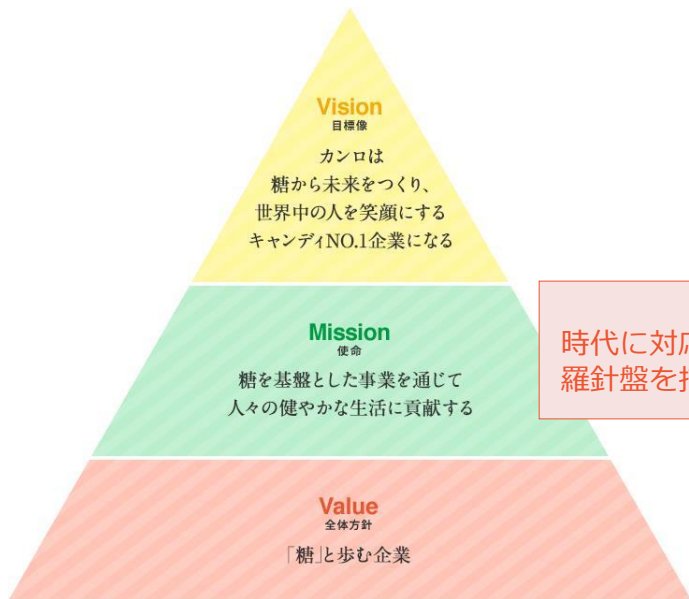 Vision
目標像
カンロは
糖から未来をつくり、
世界中の人を笑顔にする
キャンディNO.1企業になる
Mission
使命
糖を基盤とした事業を通じて
人々の健やかな生活に貢献する
時代に対応
羅針盤を
Value
全体方針
「糖」と歩む企業